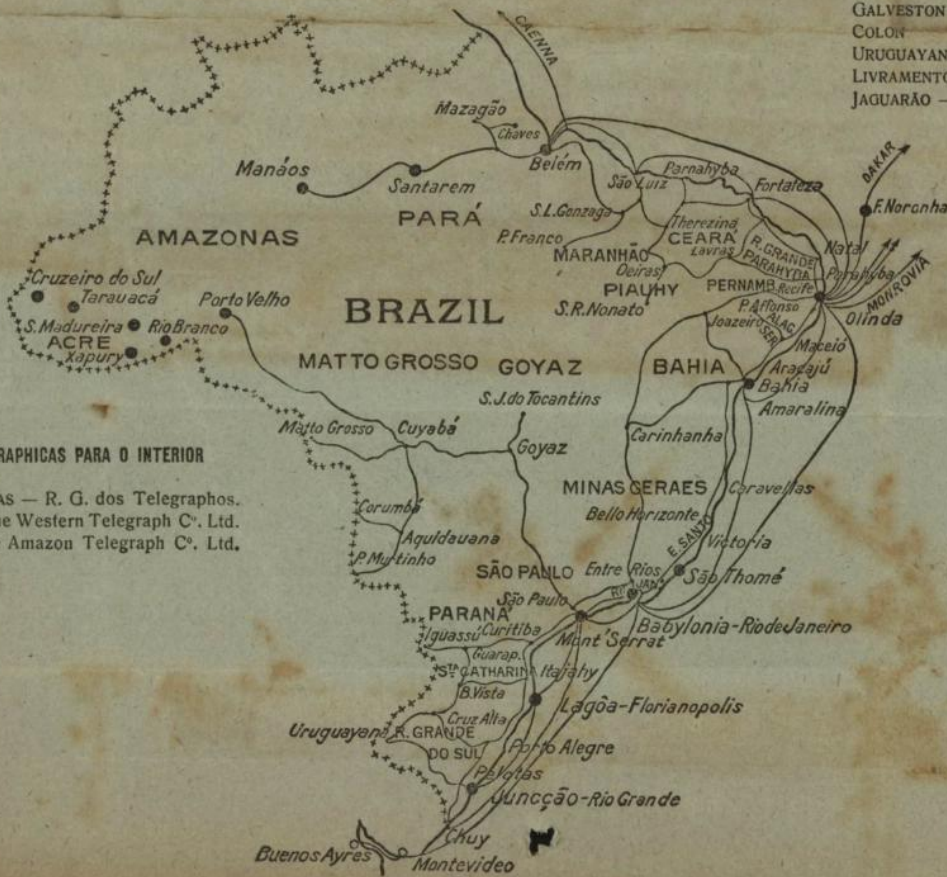 GALVESTON
COLON
URUGUAYAN
LIVRAMENTO
JAGUARÃO —
CAENNA
Mazagão
Chaves
Belém
Manáos
Santarem
São Luiz
Parnahyba
Fortaleza
DAKAR
F. Noronha
PARÁ
S.L. Gonzaga
Therezina
CEARÁ
AMAZONAS
P. Franco
Lavras
R. GRANDE
Natal
MARANHÃO
PARAHYBA
Parahyba
MONROVIA
Oeiras
PIAUHY
PERNAMB.
Recife
Cruzeiro do Sul
Tarauacá
Porto Velho
BRAZIL
S.R. Nonato
P. Affonso
Olinda
ALAG.
Joazeiro
SER.
S. Madureira
Rio Branco
ACRE
Maceió
Xapury
MATTO GROSSO
GOYAZ
BAHIA
Aracajú
Bahia
S.J. do Tocantins
Amaralina
Matto Grosso
Cuyabá
Carinhanha
RAPHICAS PARA O INTERIOR
Goyaz
AS — R. G. dos Telegraphos.
MINAS GERAES
Caravellas
ue Western Telegraph Cº. Ltd.
Corumbá
Bello Horizonte
Amazon Telegraph Cº. Ltd.
Aquidauana
E. SANTO
Victoria
P. Murtinho
SÃO PAULO
Entre Rios
São Thomé
São Paulo
PARANÁ
Babylonia-Rio de Janeiro
Iguassú
Curitiba
Mont' Serrat
Guarap.
STA CATHARINA
Itajahy
B. Vista
Lagôa-Florianopolis
Cruz Alta
Uruguayana
R. GRANDE
DO SUL
Porto Alegre
Pelotas
Juncção-Rio Grande
Chuy
Buenos Ayres
Montevideo